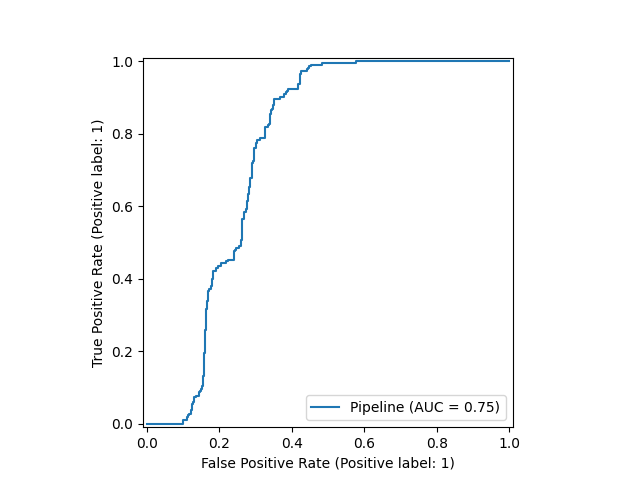 1.0
0.8
0.6
0.4
0.2
0.0
True Positive Rate (Positive label: 1)
Pipeline (AUC = 0.75)
0.0 0.2 0.4 0.6 0.8 1.0
False Positive Rate (Positive label: 1)